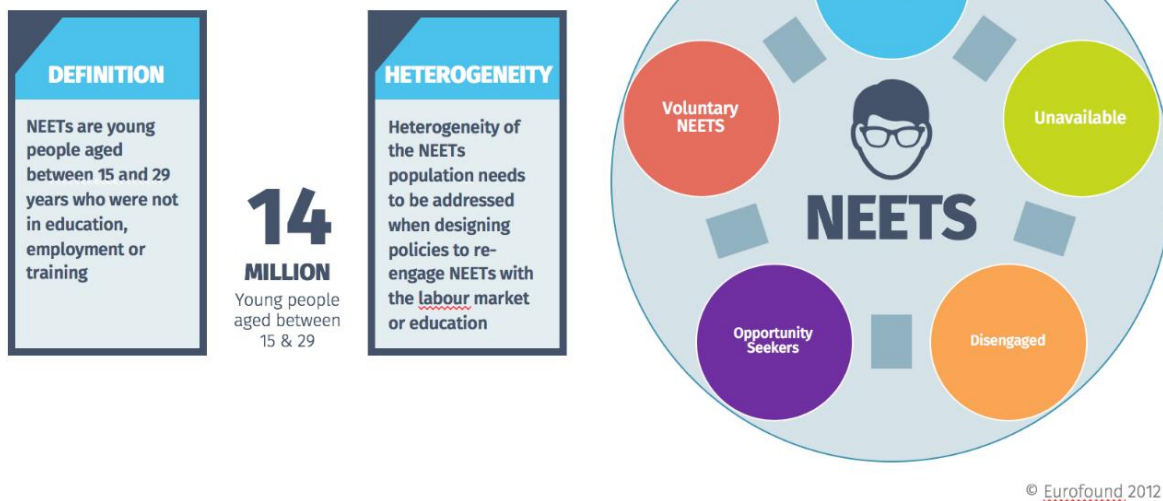 DEFINITION
NEETs are young
people aged
between 15 and 29
years who were not
in education,
employment or
training
14
MILLION
Young people
aged between
15 & 29
HETEROGENEITY
Heterogeneity of
the NEETs
population needs
to be addressed
when designing
policies to re-
engage NEETs with
the labour market
or education
Voluntary
NEETS
Unavailable
NEETS
Opportunity
Seekers
Disengaged
© Eurofound 2012